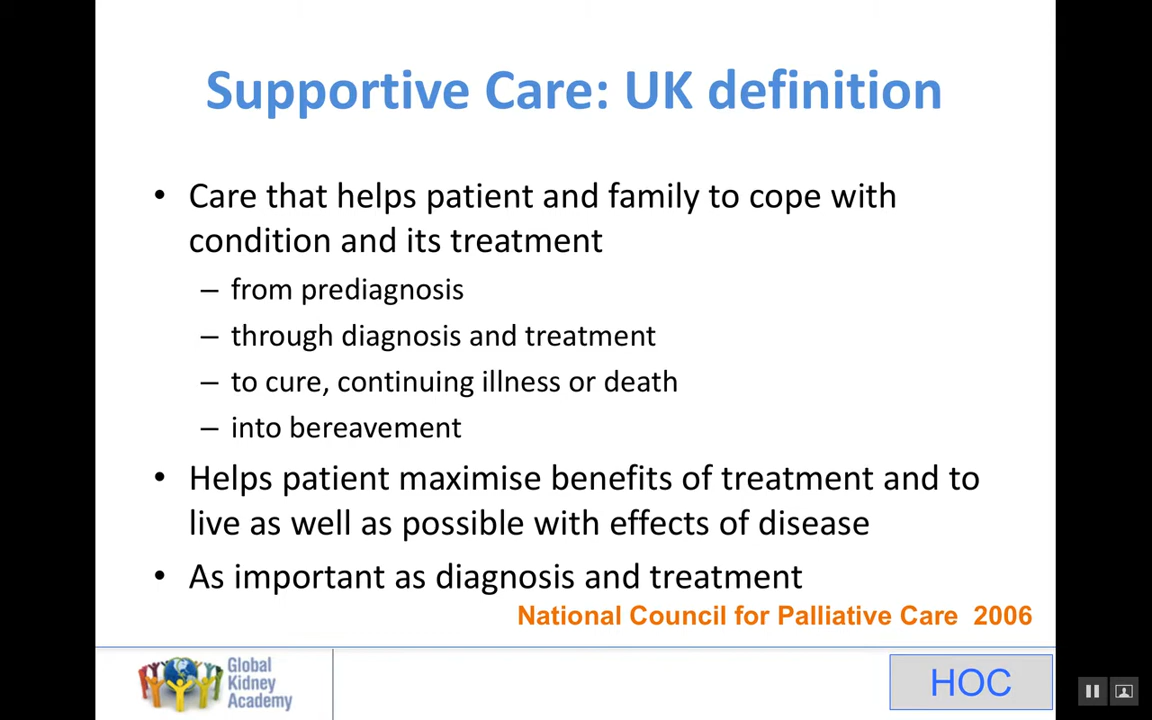 Supportive Care: UK definition
• Care that helps patient and family to cope with
condition and its treatment
– from prediagnosis
– through diagnosis and treatment
– to cure, continuing illness or death
– into bereavement
• Helps patient maximise benefits of treatment and to
live as well as possible with effects of disease
• As important as diagnosis and treatment
National Council for Palliative Care 2006
Global
Kidney
Academy
HOC